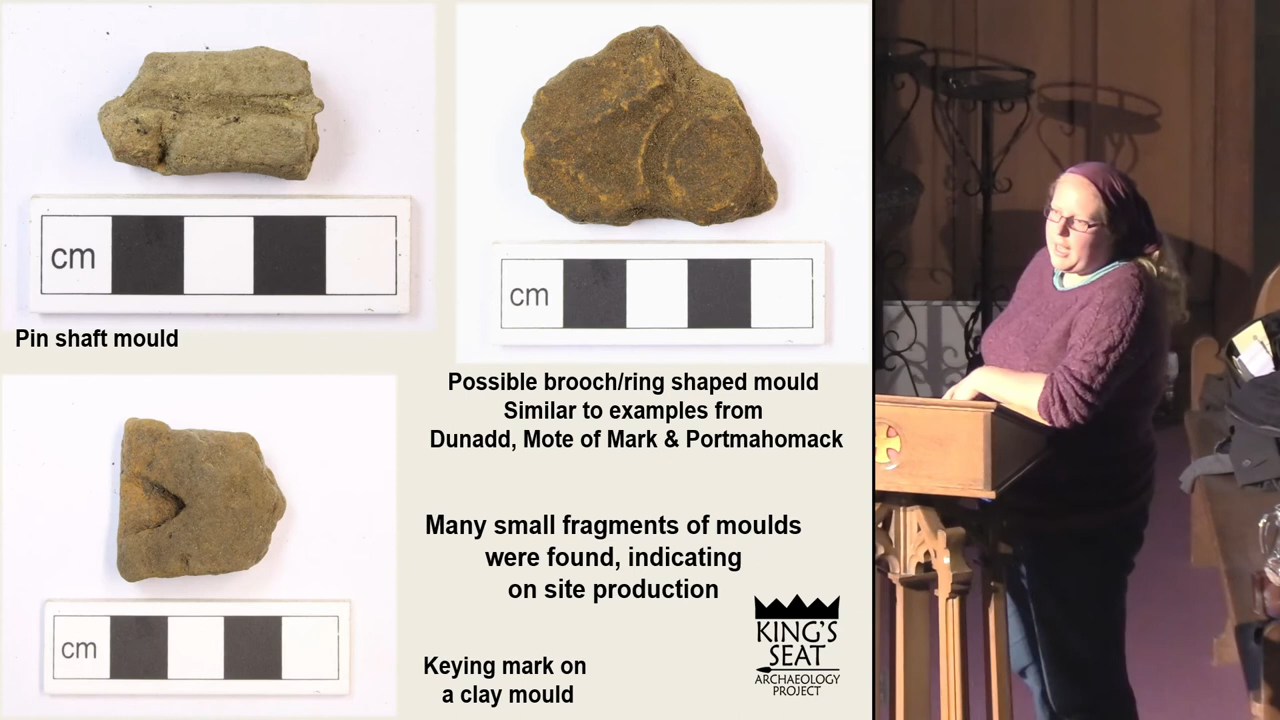 cm
Pin shaft mould
cm
Possible brooch/ring shaped mould
Similar to examples from
Dunadd, Mote of Mark & Portmahomack
cm
Many small fragments of moulds
were found, indicating
on site production
Keying mark on
a clay mould
KING'S
SEAT
ARCHAEOLOGY
PROJECT